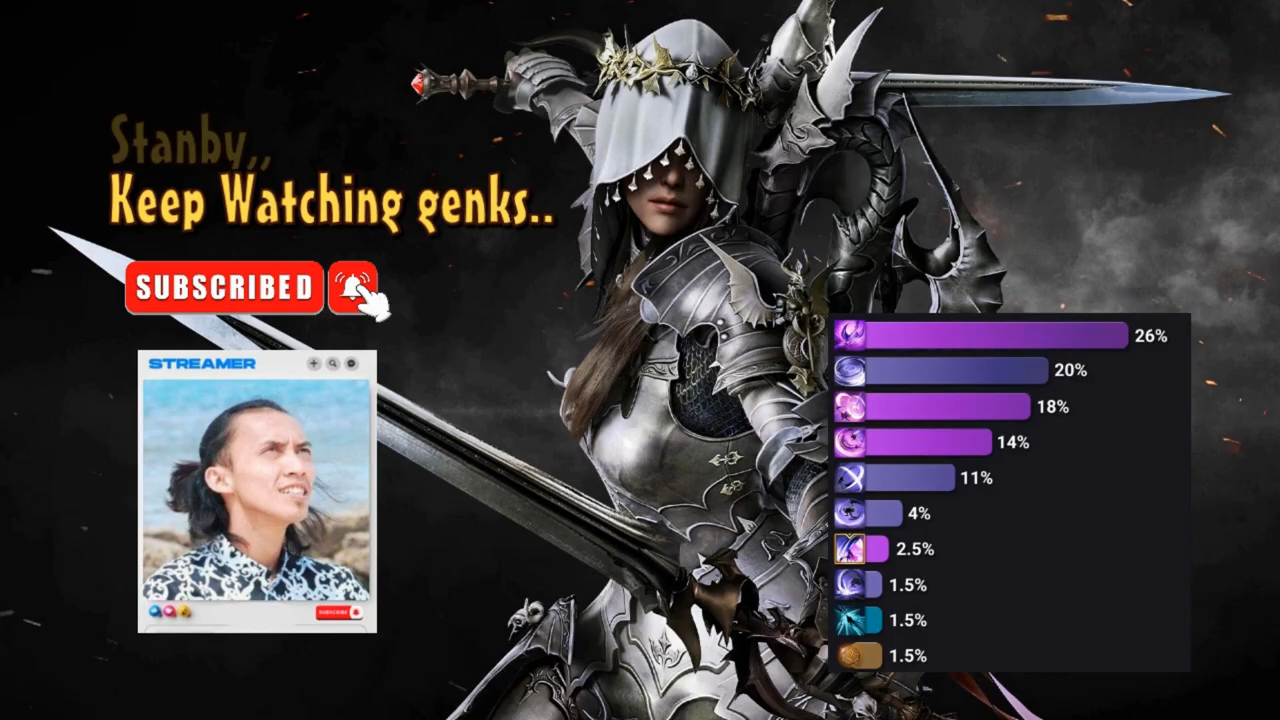 Stanby,,
Keep Watching genks..
SUBSCRIBED
STREAMER
SUBSCRIBE
26%
20%
18%
14%
11%
4%
2.5%
1.5%
1.5%
1.5%